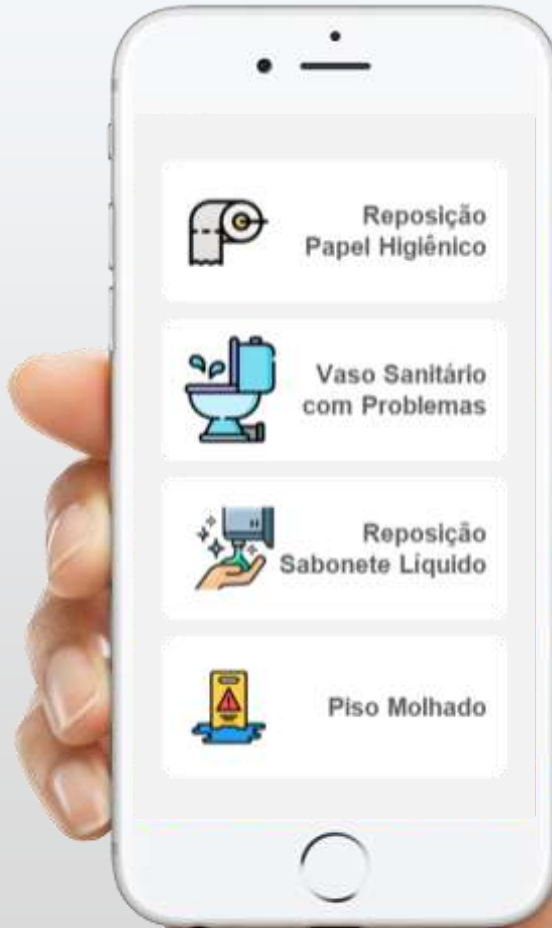 Reposição
Papel Higiênico
Vaso Sanitário
com Problemas
Reposição
Sabonete Líquido
Piso Molhado